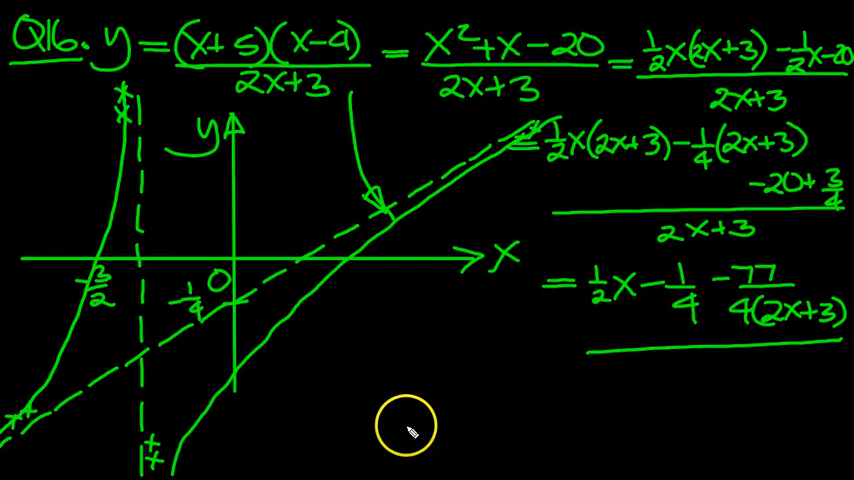 Q16. y = (x+5)(x-4)/(2x+3) = (x²+x-20)/(2x+3) = (½x(2x+3) - ½x-20)/(2x+3)
= (½x(2x+3) - ¼(2x+3) -20+¾)/(2x+3)
= ½x - ¼ - 77/(4(2x+3))
y
x
-3/2
0
-¼